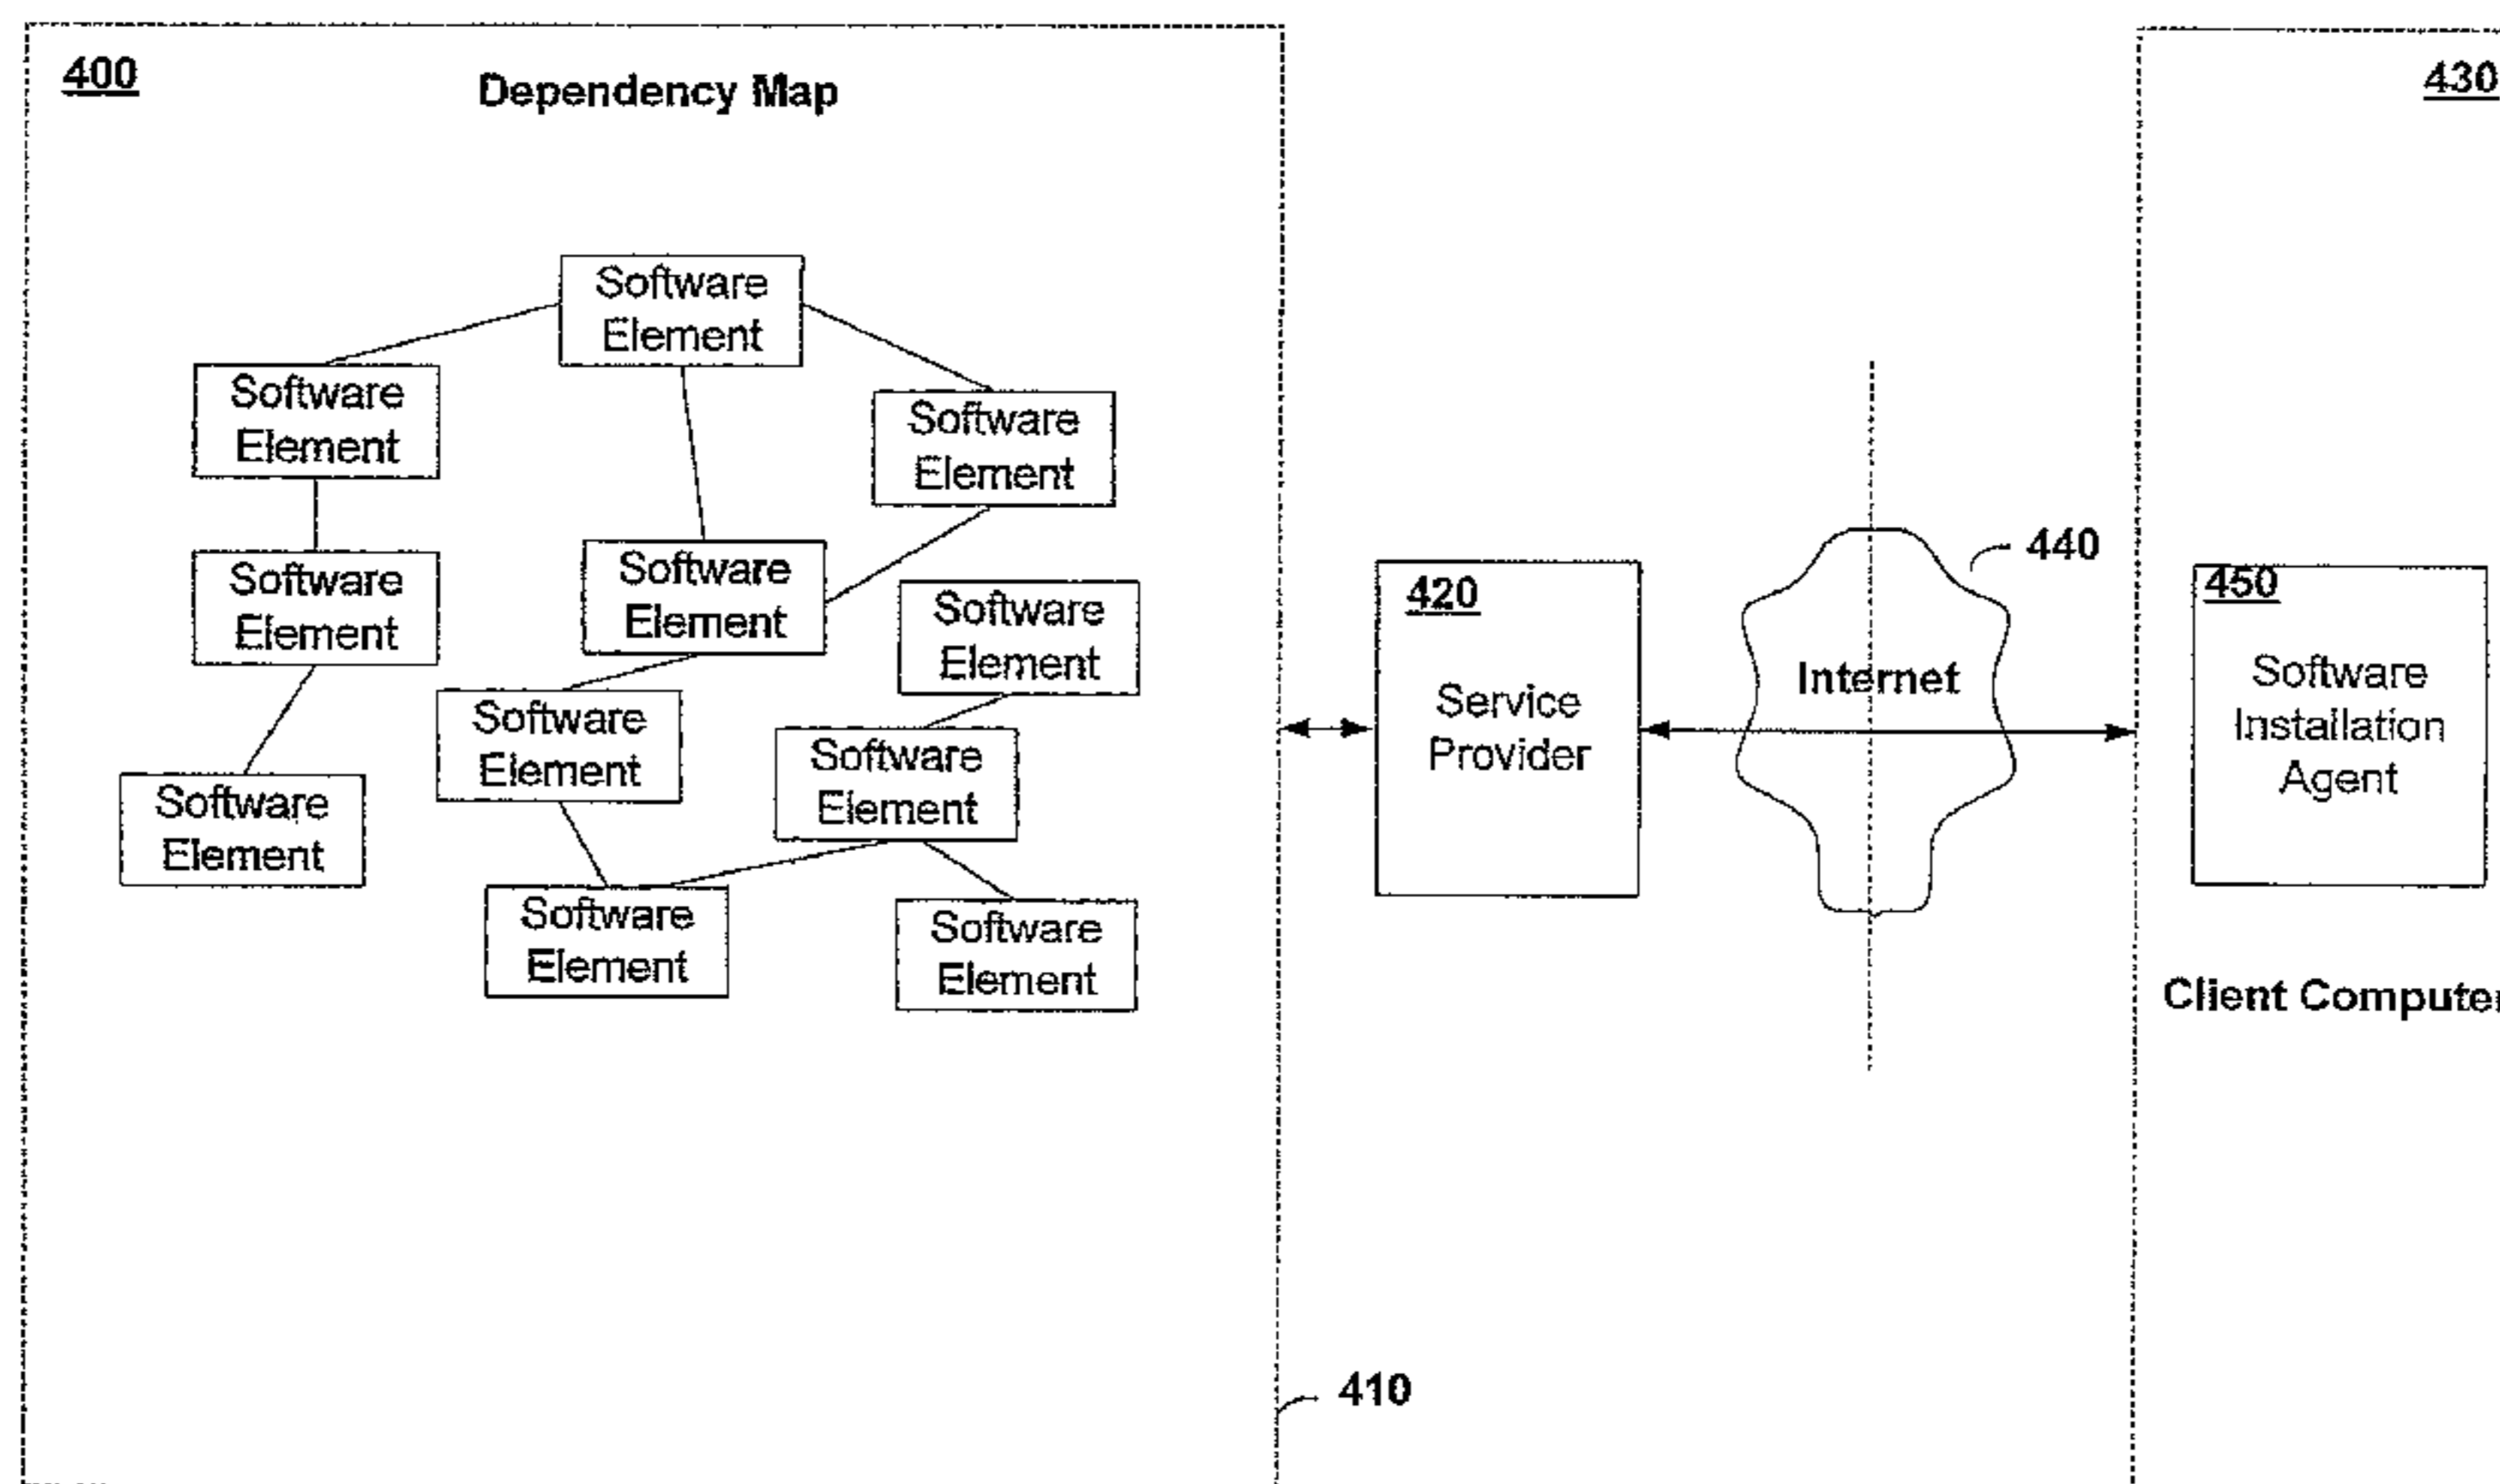 400
Dependency Map
430
Software
Element
Software
Element
Software
Element
Software
Element
Software
Element
Software
Element
Software
Element
Software
Element
Software
Element
Software
Element
Software
Element
410
420
Service
Provider
440
Internet
450
Software
Installation
Agent
Client Computer